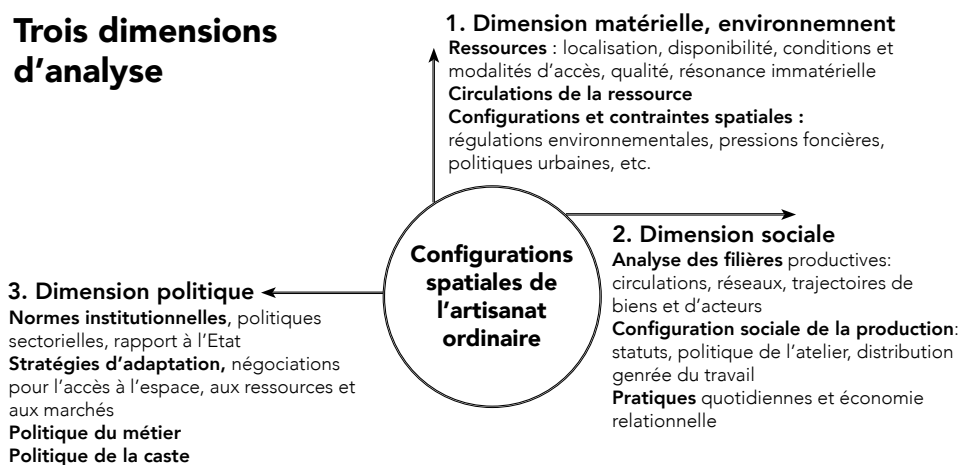 Trois dimensions
d’analyse
1. Dimension matérielle, environnemnent
Ressources : localisation, disponibilité, conditions et
modalités d’accès, qualité, résonance immatérielle
Circulations de la ressource
Configurations et contraintes spatiales :
régulations environnementales, pressions foncières,
politiques urbaines, etc.
Configurations
spatiales de
l’artisanat
ordinaire
2. Dimension sociale
Analyse des filières productives:
circulations, réseaux, trajectoires de
biens et d’acteurs
Configuration sociale de la production:
statuts, politique de l’atelier, distribution
genrée du travail
Pratiques quotidiennes et économie
relationnelle
3. Dimension politique
Normes institutionnelles, politiques
sectorielles, rapport à l’Etat
Stratégies d’adaptation, négociations
pour l’accès à l’espace, aux ressources et
aux marchés
Politique du métier
Politique de la caste